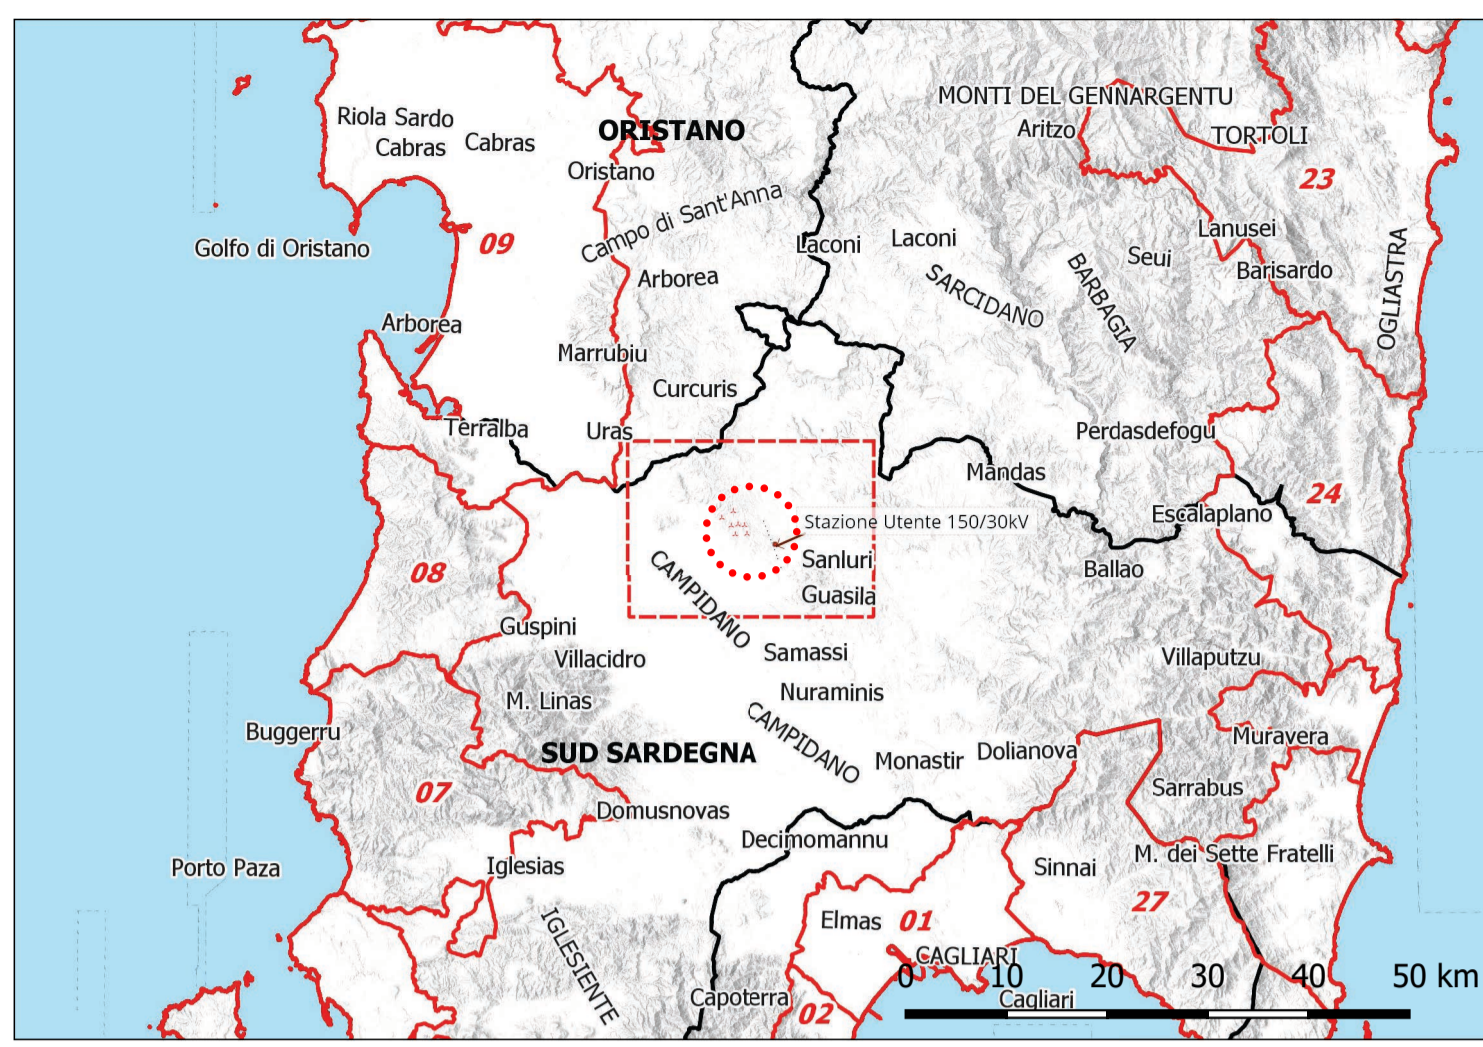 MONTI DEL GENNARGENTU
Riola Sardo
Cabras
Cabras
ORISTANO
Aritzo
TORTOLI
Oristano
23
Campo di Sant'Anna
Golfo di Oristano
09
Laconi
Laconi
Lanusei
Seui
Barisardo
OGLIASTRA
Arborea
SARCIDANO
BARBAGIA
Arborea
Marrubiu
Curcuris
Terralba
Uras
Perdasdefogu
Mandas
24
Escalaplano
Stazione Utente 150/30kV
Sanluri
08
CAMPIDANO
Guasila
Ballao
Guspini
Villacidro
Samassi
Villaputzu
M. Linas
Nuraminis
Buggerru
CAMPIDANO
Muravera
SUD SARDEGNA
Monastir
Dolianova
07
Sarrabus
Domusnovas
Decimomannu
M. dei Sette Fratelli
Porto Paza
Iglesias
Sinnai
27
Elmas
01
IGLESIENTE
CAGLIARI
0 10 20 30 40 50 km
Capoterra
Cagliari
02